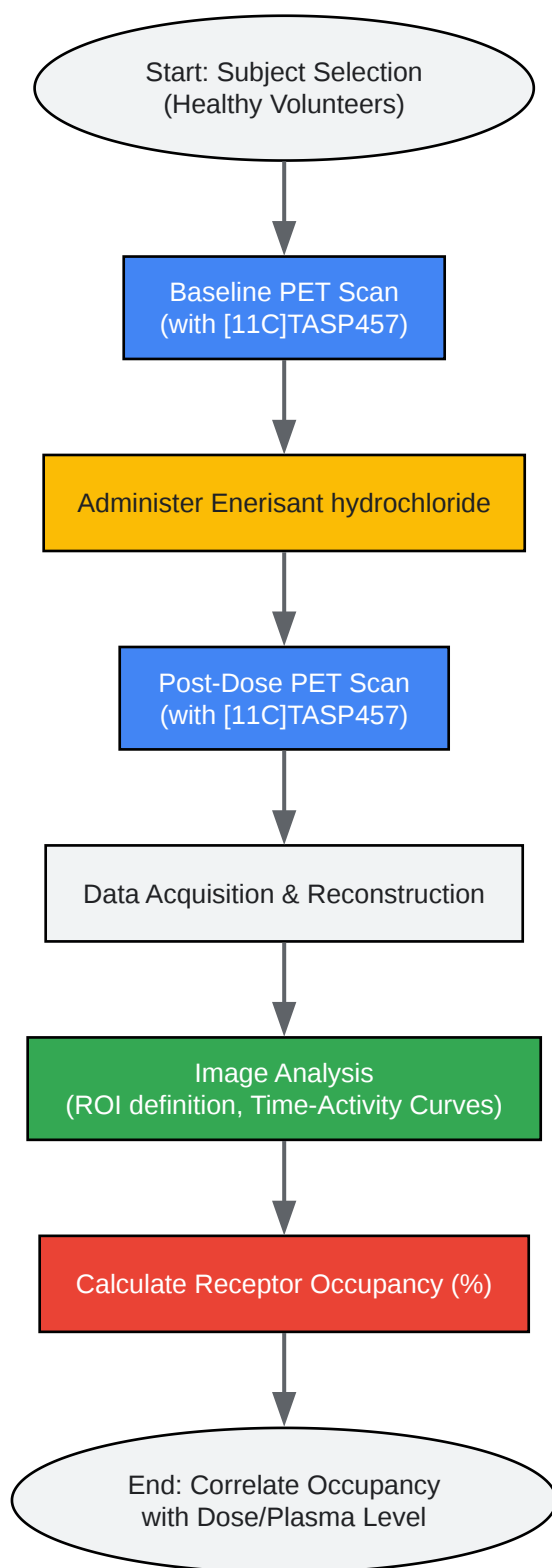 Start: Subject Selection
(Healthy Volunteers)
Baseline PET Scan
(with [11C]TASP457)
Administer Enerisant hydrochloride
Post-Dose PET Scan
(with [11C]TASP457)
Data Acquisition & Reconstruction
Image Analysis
(ROI definition, Time-Activity Curves)
Calculate Receptor Occupancy (%)
End: Correlate Occupancy
with Dose/Plasma Level